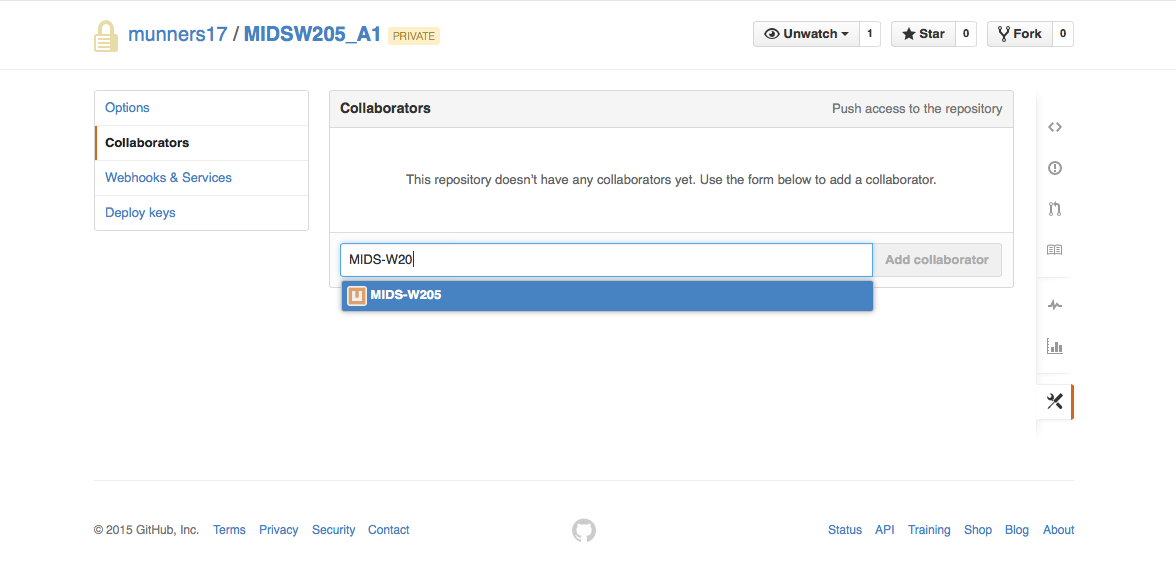 munners17 / MIDSW205_A1 PRIVATE
Unwatch 1 Star 0 Fork 0
Options
Collaborators
Webhooks & Services
Deploy keys
Collaborators Push access to the repository
This repository doesn't have any collaborators yet. Use the form below to add a collaborator.
MIDS-W20 Add collaborator
MIDS-W205
© 2015 GitHub, Inc. Terms Privacy Security Contact Status API Training Shop Blog About